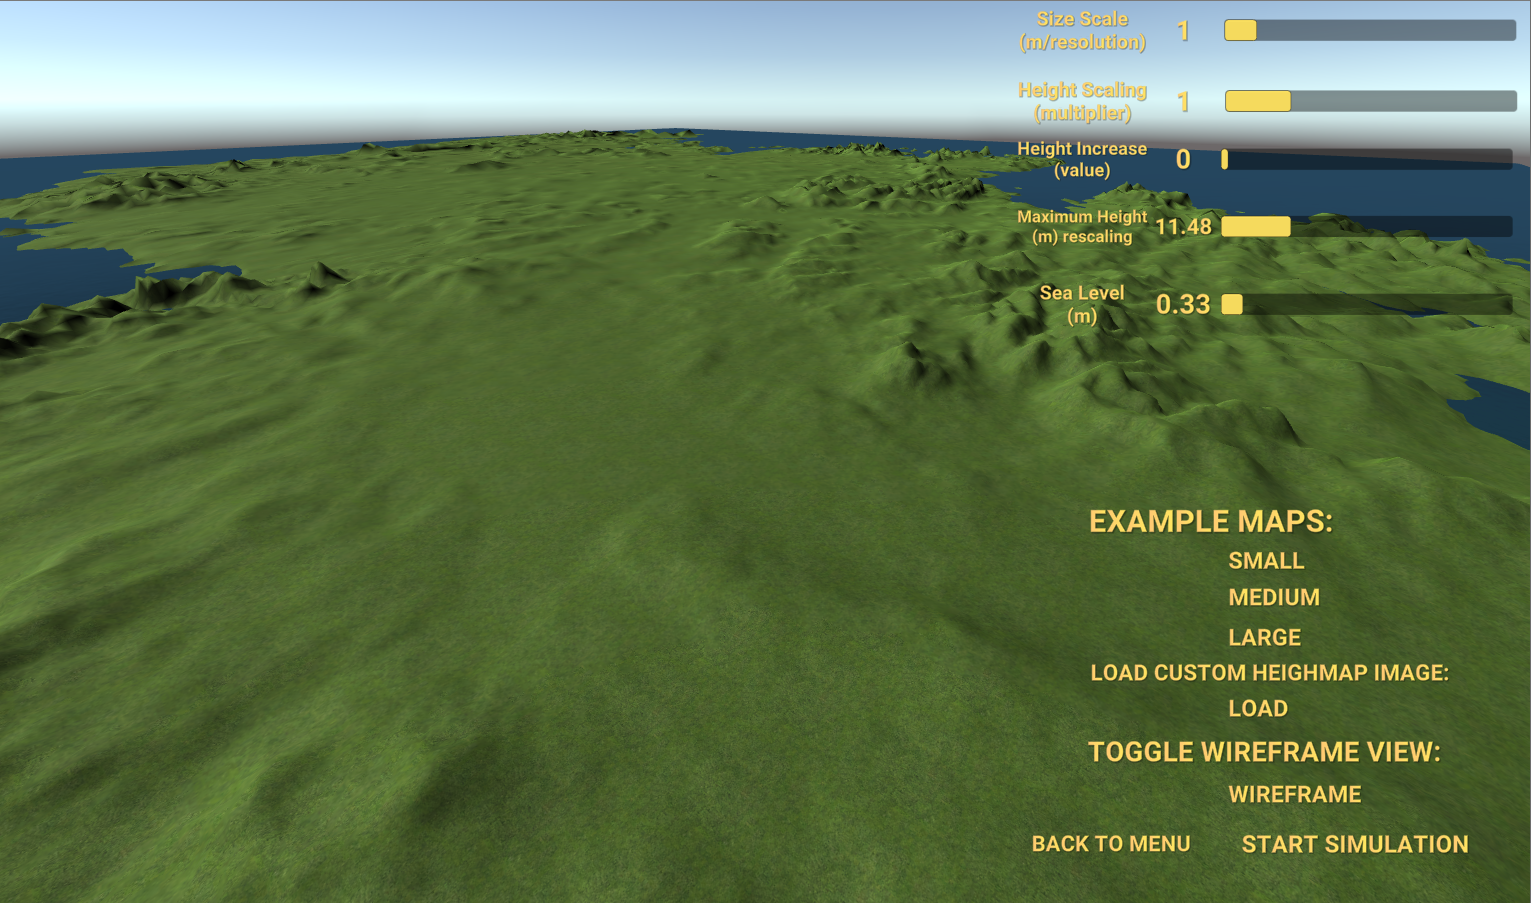 Size Scale
(m/resolution)
1
Height Scaling
(multiplier)
1
Height Increase
(value)
0
Maximum Height
(m) rescaling
11.48
Sea Level
(m)
0.33
EXAMPLE MAPS:
SMALL
MEDIUM
LARGE
LOAD CUSTOM HEIGHMAP IMAGE:
LOAD
TOGGLE WIREFRAME VIEW:
WIREFRAME
BACK TO MENU
START SIMULATION